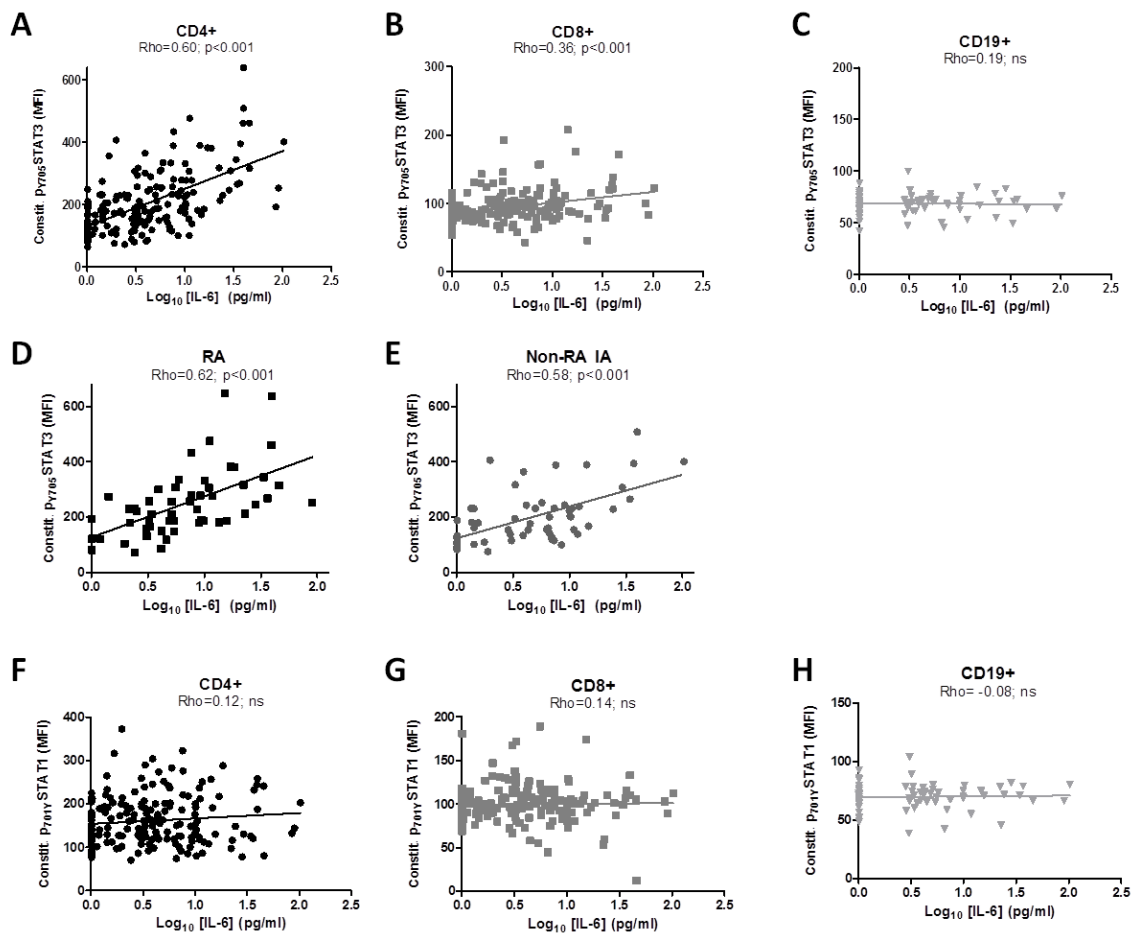 A
CD4+
Rho=0.60; p<0.001
Constit. pY705STAT3 (MFI)
600
400
200
0
0.0 0.5 1.0 1.5 2.0 2.5
Log10 [IL-6] (pg/ml)
B
CD8+
Rho=0.36; p<0.001
Constit. pY705STAT3 (MFI)
300
200
100
0
0.0 0.5 1.0 1.5 2.0 2.5
Log10 [IL-6] (pg/ml)
C
CD19+
Rho=0.19; ns
Constit. pY705STAT3 (MFI)
200
150
100
50
0
0.0 0.5 1.0 1.5 2.0 2.5
Log10 [IL-6] (pg/ml)
D
RA
Rho=0.62; p<0.001
Constit. pY705STAT3 (MFI)
600
400
200
0
0.0 0.5 1.0 1.5 2.0
Log10 [IL-6] (pg/ml)
E
Non-RA IA
Rho=0.58; p<0.001
Constit. pY705STAT3 (MFI)
600
400
200
0
0.0 0.5 1.0 1.5 2.0
Log10 [IL-6] (pg/ml)
F
CD4+
Rho=0.12; ns
Constit. p701YSTAT1 (MFI)
400
300
200
100
0
0.0 0.5 1.0 1.5 2.0 2.5
Log10 [IL-6] (pg/ml)
G
CD8+
Rho=0.14; ns
Constit. p701YSTAT1 (MFI)
200
150
100
50
0
0.0 0.5 1.0 1.5 2.0 2.5
Log10 [IL-6] (pg/ml)
H
CD19+
Rho= -0.08; ns
Constit. p701YSTAT1 (MFI)
150
100
50
0
0.0 0.5 1.0 1.5 2.0 2.5
Log10 [IL-6] (pg/ml)